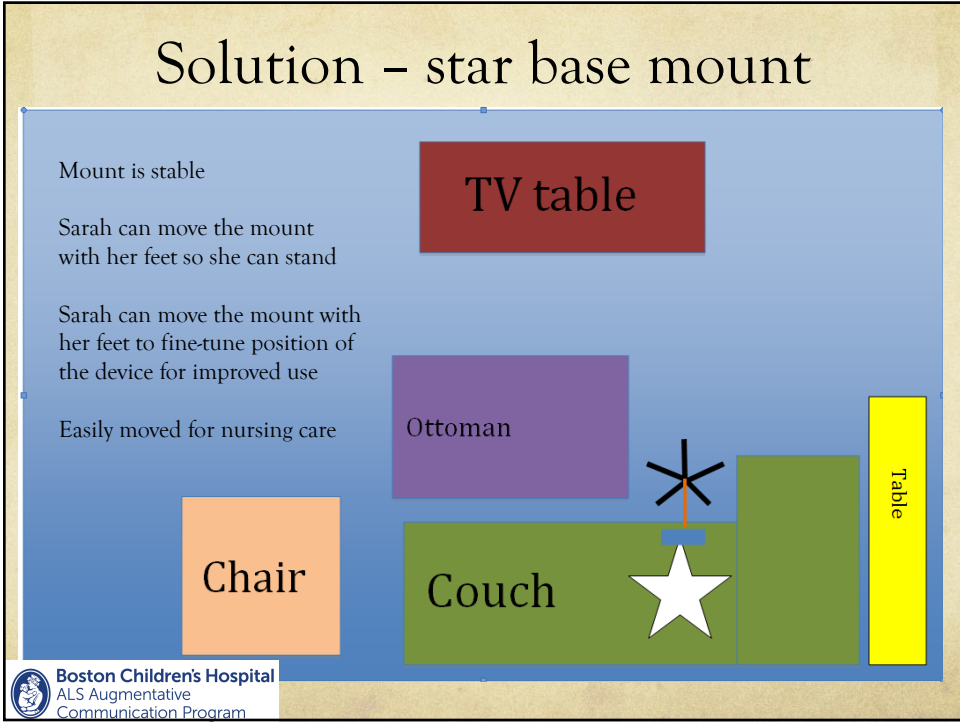 Solution – star base mount
Mount is stable
Sarah can move the mount
with her feet so she can stand
Sarah can move the mount with
her feet to fine-tune position of
the device for improved use
Easily moved for nursing care
TV table
Ottoman
Table
Chair
Couch
Boston Children's Hospital
ALS Augmentative
Communication Program